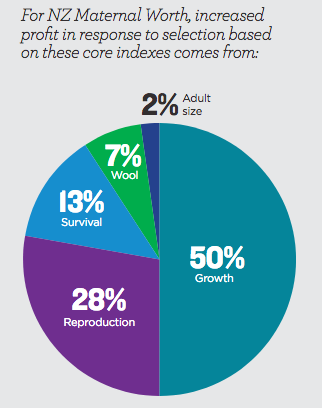 For NZ Maternal Worth, increased
profit in response to selection based
on these core indexes comes from:
2% Adult
size
7%
Wool
13%
Survival
50%
Growth
28%
Reproduction